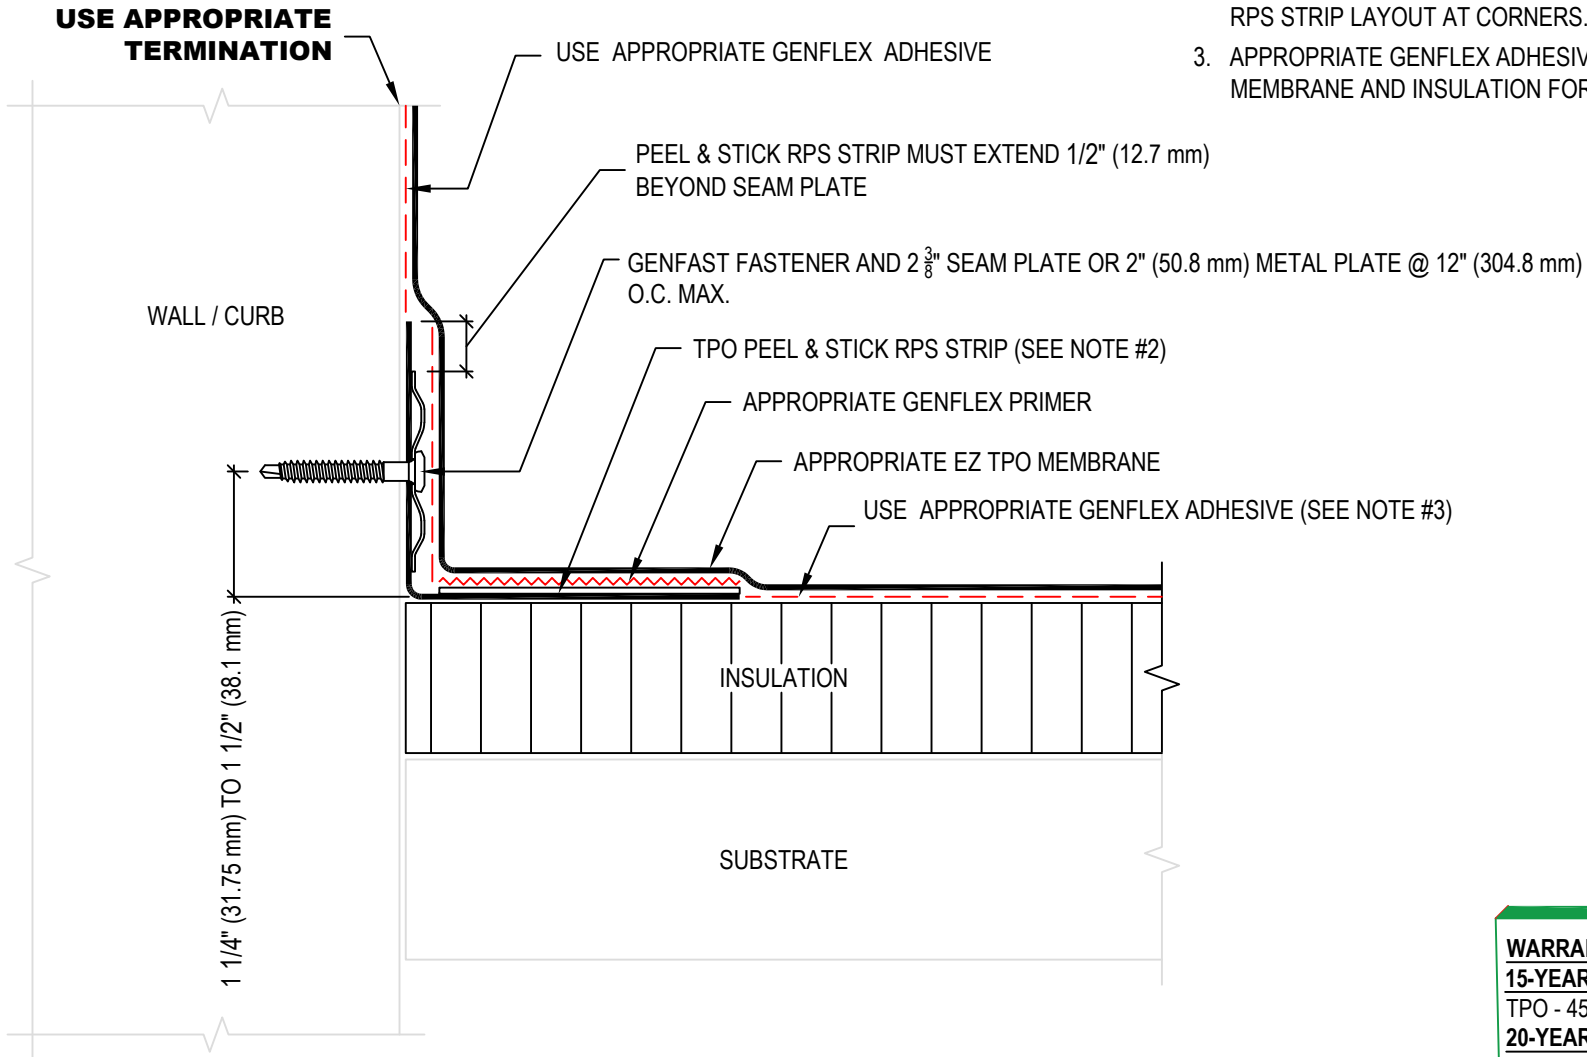 USE APPROPRIATE
TERMINATION
USE APPROPRIATE GENFLEX ADHESIVE
RPS STRIP LAYOUT AT CORNERS.
3. APPROPRIATE GENFLEX ADHESIV
MEMBRANE AND INSULATION FOR
PEEL & STICK RPS STRIP MUST EXTEND 1/2" (12.7 mm)
BEYOND SEAM PLATE
GENFAST FASTENER AND 2 3/8" SEAM PLATE OR 2" (50.8 mm) METAL PLATE @ 12" (304.8 mm)
O.C. MAX.
WALL / CURB
TPO PEEL & STICK RPS STRIP (SEE NOTE #2)
APPROPRIATE GENFLEX PRIMER
APPROPRIATE EZ TPO MEMBRANE
USE APPROPRIATE GENFLEX ADHESIVE (SEE NOTE #3)
1 1/4" (31.75 mm) TO 1 1/2" (38.1 mm)
INSULATION
SUBSTRATE
WARRA
15-YEAR
TPO - 45
20-YEAR